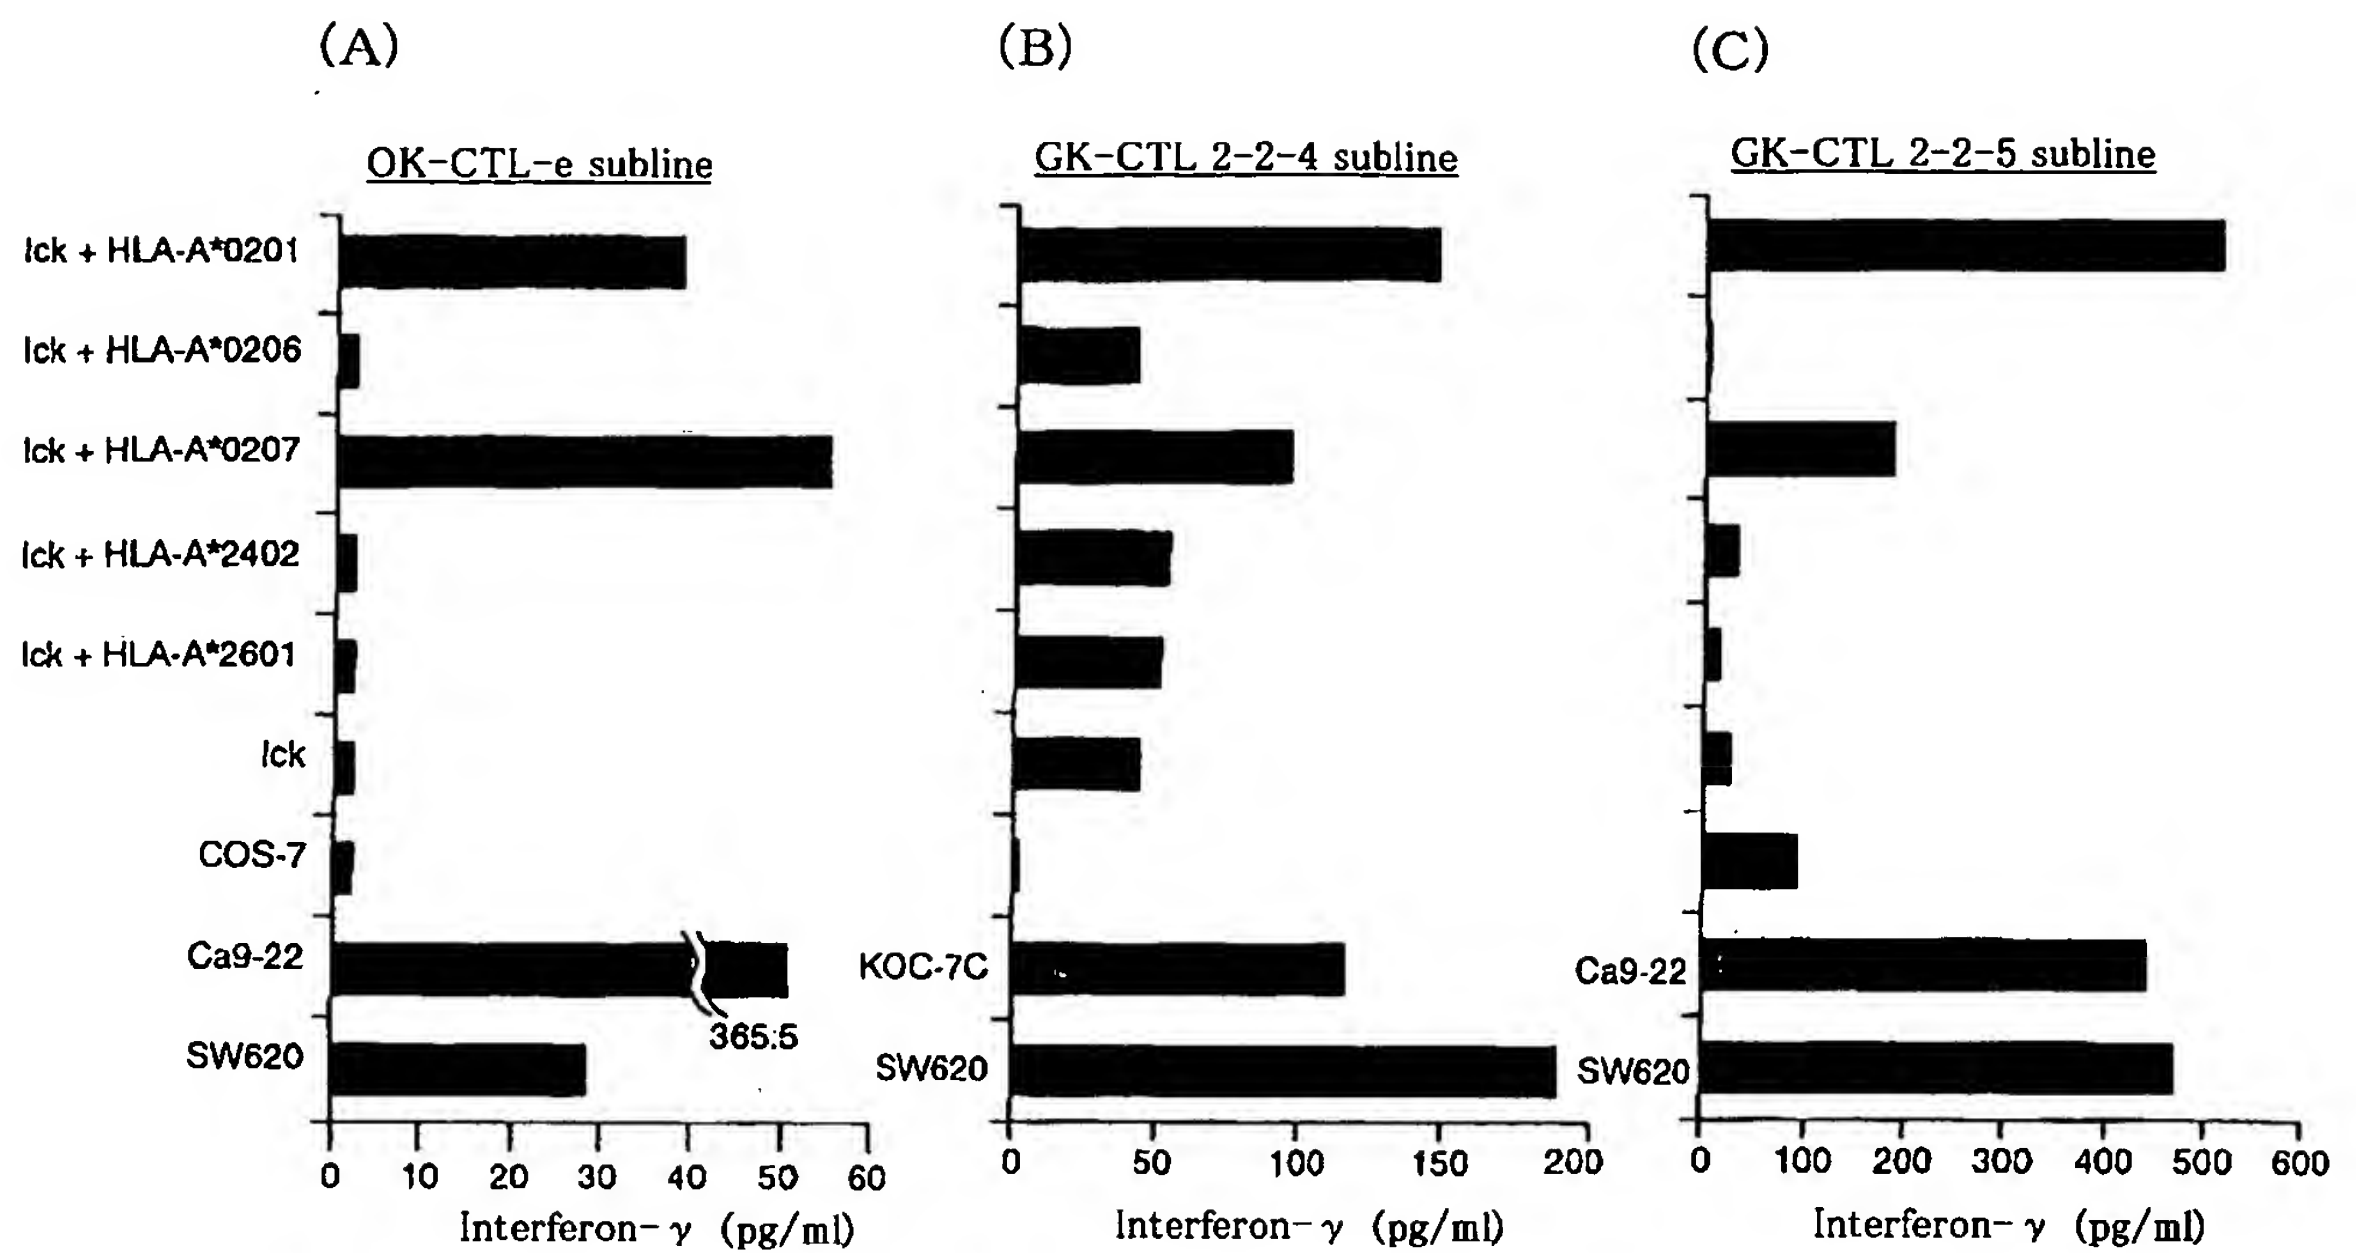 (A)
(B)
(C)
OK-CTL-e subline
GK-CTL 2-2-4 subline
GK-CTL 2-2-5 subline
lck + HLA-A*0201
lck + HLA-A*0206
lck + HLA-A*0207
lck + HLA-A*2402
lck + HLA-A*2601
lck
COS-7
Ca9-22
SW620
365.5
KOC-7C
SW620
Ca9-22
SW620
0 10 20 30 40 50 60
0 50 100 150 200
0 100 200 300 400 500 600
Interferon-γ (pg/ml)
Interferon-γ (pg/ml)
Interferon-γ (pg/ml)